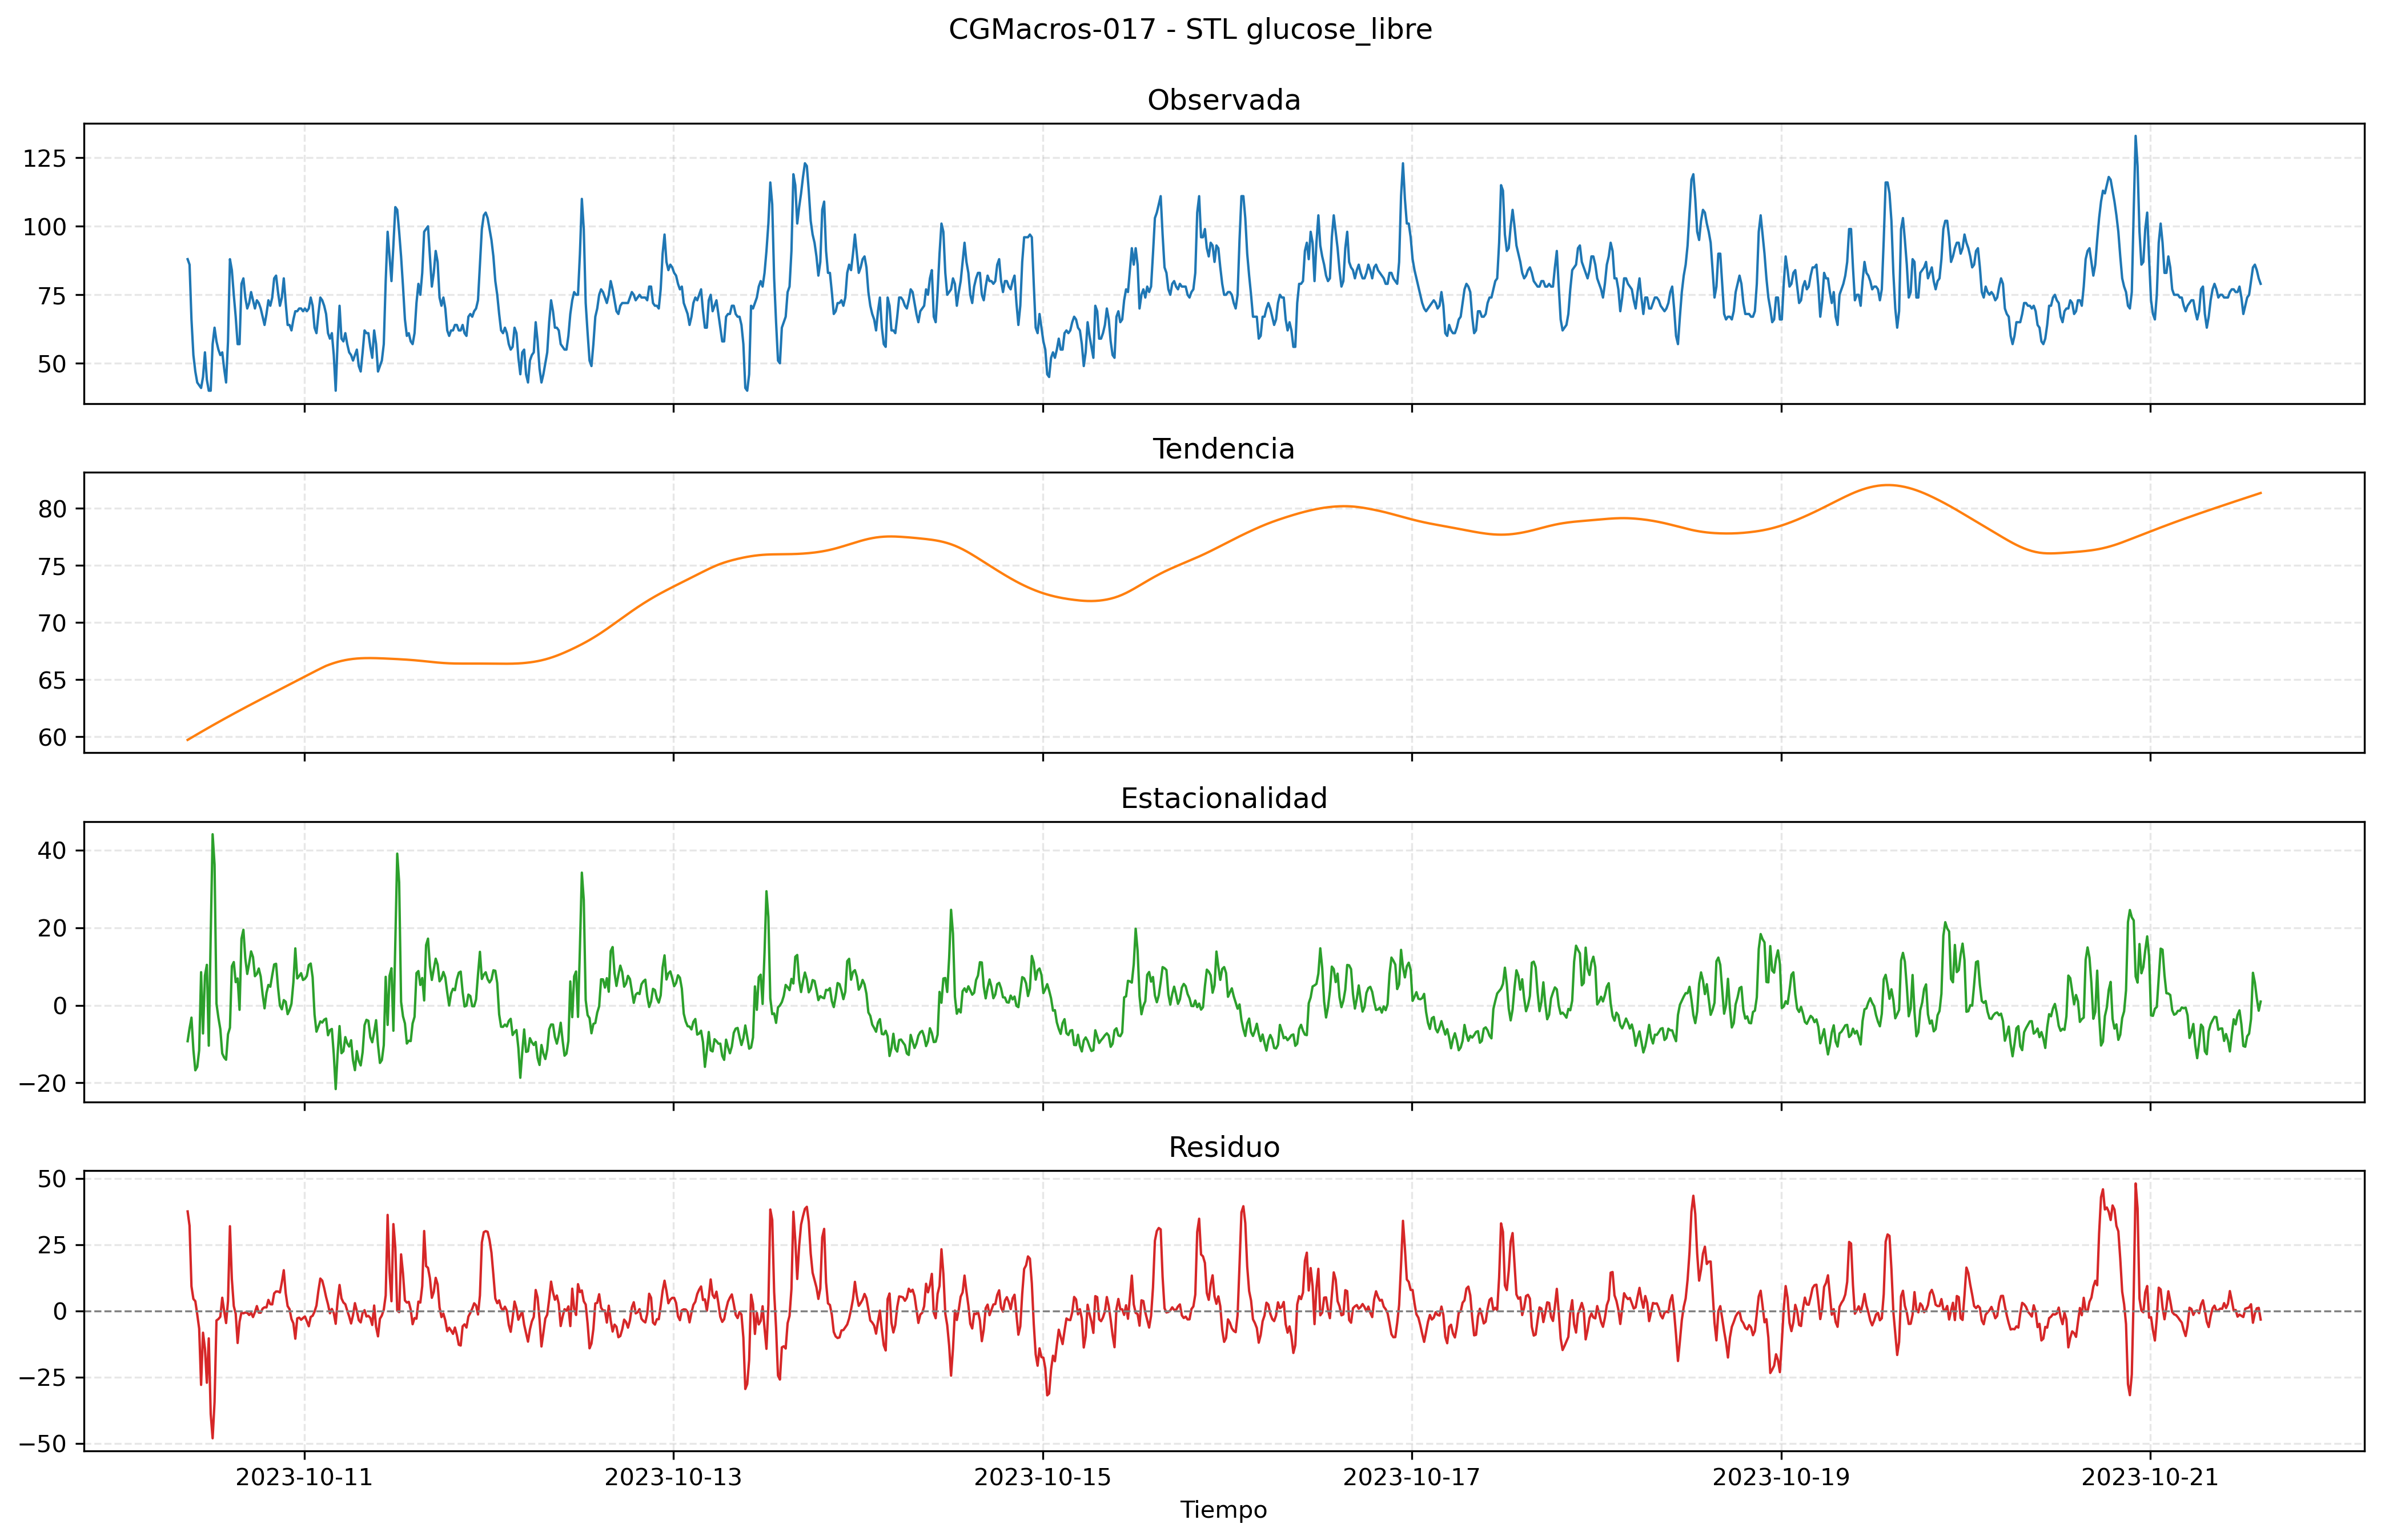 CGMacros-017 - STL glucose_libre
Observada
125
100
75
50
Tendencia
80
75
70
65
60
Estacionalidad
40
20
0
−20
Residuo
50
25
0
−25
−50
2023-10-11 2023-10-13 2023-10-15 2023-10-17 2023-10-19 2023-10-21
Tiempo